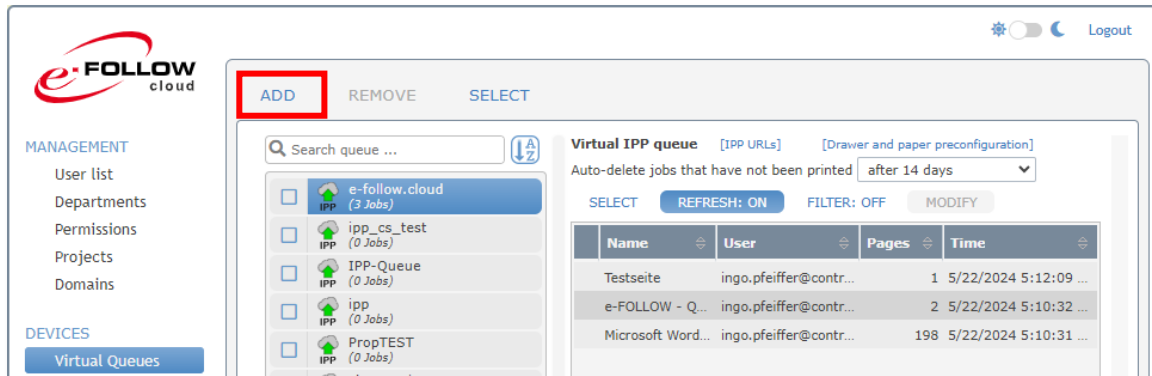 Logout
e-FOLLOW
cloud
ADD REMOVE SELECT
MANAGEMENT
User list
Departments
Permissions
Projects
Domains
DEVICES
Virtual Queues
Search queue ...
A
Z
e-follow.cloud
(3 Jobs)
IPP
ipp_cs_test
(0 Jobs)
IPP
IPP-Queue
(0 Jobs)
IPP
ipp
(0 Jobs)
IPP
PropTEST
(0 Jobs)
IPP
Virtual IPP queue [IPP URLs] [Drawer and paper preconfiguration]
Auto-delete jobs that have not been printed after 14 days
SELECT REFRESH: ON FILTER: OFF MODIFY
Name User Pages Time
Testseite ingo.pfeiffer@contr... 1 5/22/2024 5:12:09 ...
e-FOLLOW - Q... ingo.pfeiffer@contr... 2 5/22/2024 5:10:32 ...
Microsoft Word... ingo.pfeiffer@contr... 198 5/22/2024 5:10:31 ...